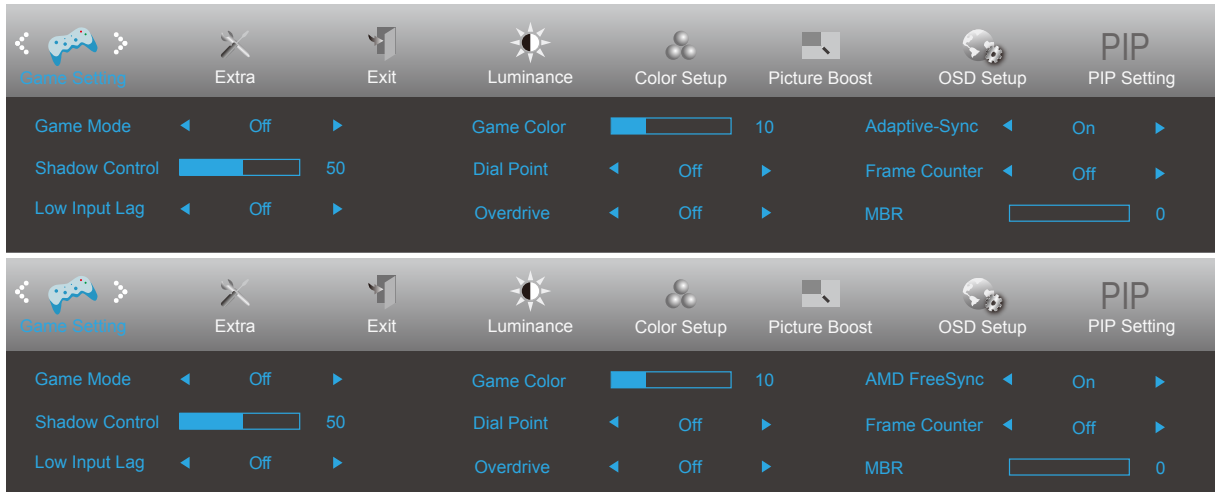 PIP
Game Setting Extra Exit Luminance Color Setup Picture Boost OSD Setup PIP Setting
Game Mode Off Game Color 10 Adaptive-Sync On
Shadow Control 50 Dial Point Off Frame Counter Off
Low Input Lag Off Overdrive Off MBR 0
PIP
Game Setting Extra Exit Luminance Color Setup Picture Boost OSD Setup PIP Setting
Game Mode Off Game Color 10 AMD FreeSync On
Shadow Control 50 Dial Point Off Frame Counter Off
Low Input Lag Off Overdrive Off MBR 0